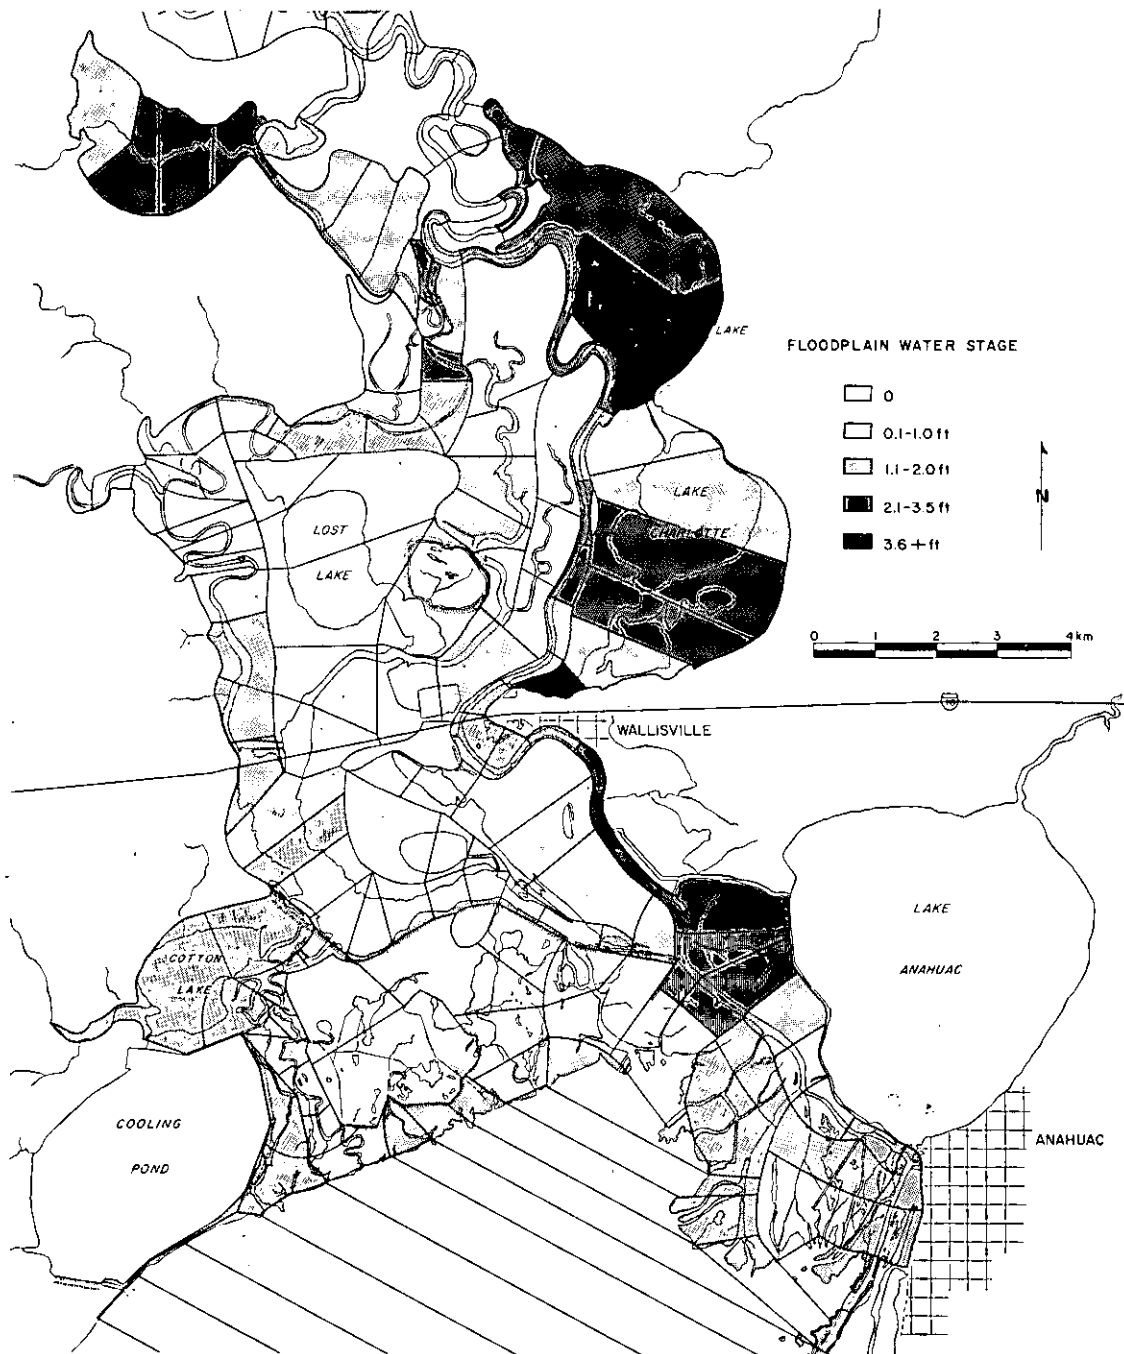 LAKE
FLOODPLAIN WATER STAGE
0
0.1-1.0 ft
1.1-2.0 ft
2.1-3.5 ft
3.6+ft
N
LAKE
CHARLOTTE
LOST
LAKE
0 1 2 3 4 km
10
WALLISVILLE
LAKE
ANAHUAC
COTTON
LAKE
COOLING
POND
ANAHUAC